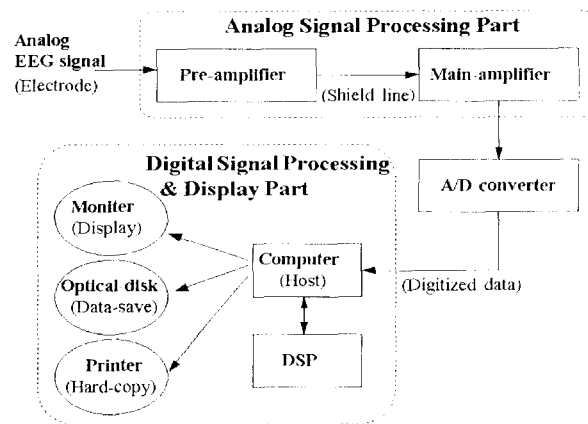 Analog Signal Processing Part
Analog
EEG signal
(Electrode)
Pre-amplifier
(Shield line)
Main-amplifier
A/D converter
(Digitized data)
Digital Signal Processing
& Display Part
Moniter
(Display)
Optical disk
(Data-save)
Printer
(Hard-copy)
Computer
(Host)
DSP